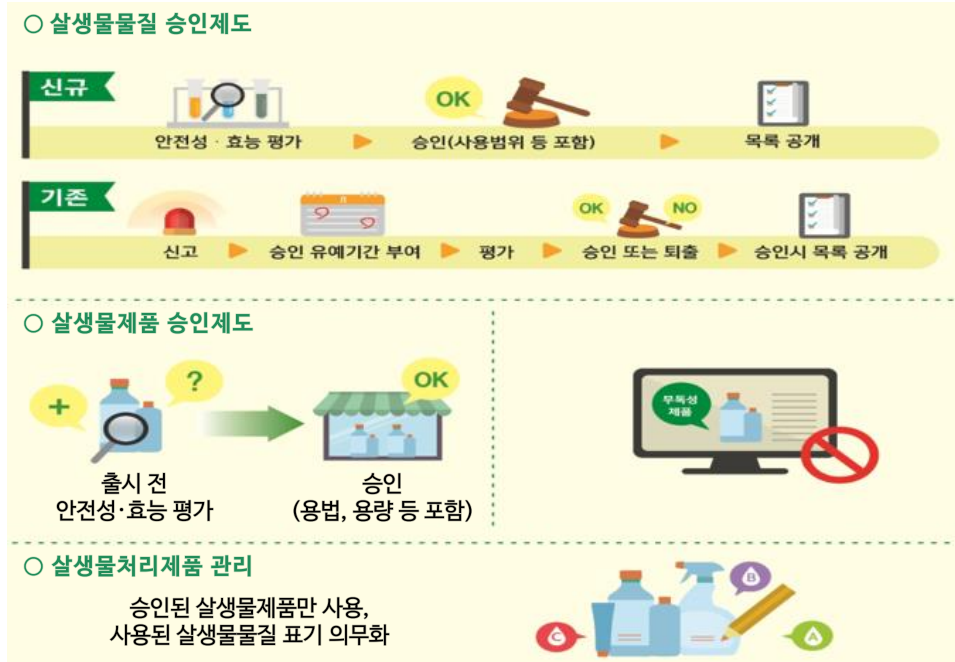 ○ 살생물물질 승인제도
신규
OK
안전성 · 효능 평가 ▶ 승인(사용범위 등 포함) ▶ 목록 공개
기존
OK NO
신고 ▶ 승인 유예기간 부여 ▶ 평가 ▶ 승인 또는 퇴출 ▶ 승인시 목록 공개
○ 살생물제품 승인제도
+ ? OK
출시 전
안전성·효능 평가
승인
(용법, 용량 등 포함)
무독성
제품
○ 살생물처리제품 관리
승인된 살생물제품만 사용,
사용된 살생물물질 표기 의무화
B
C
A